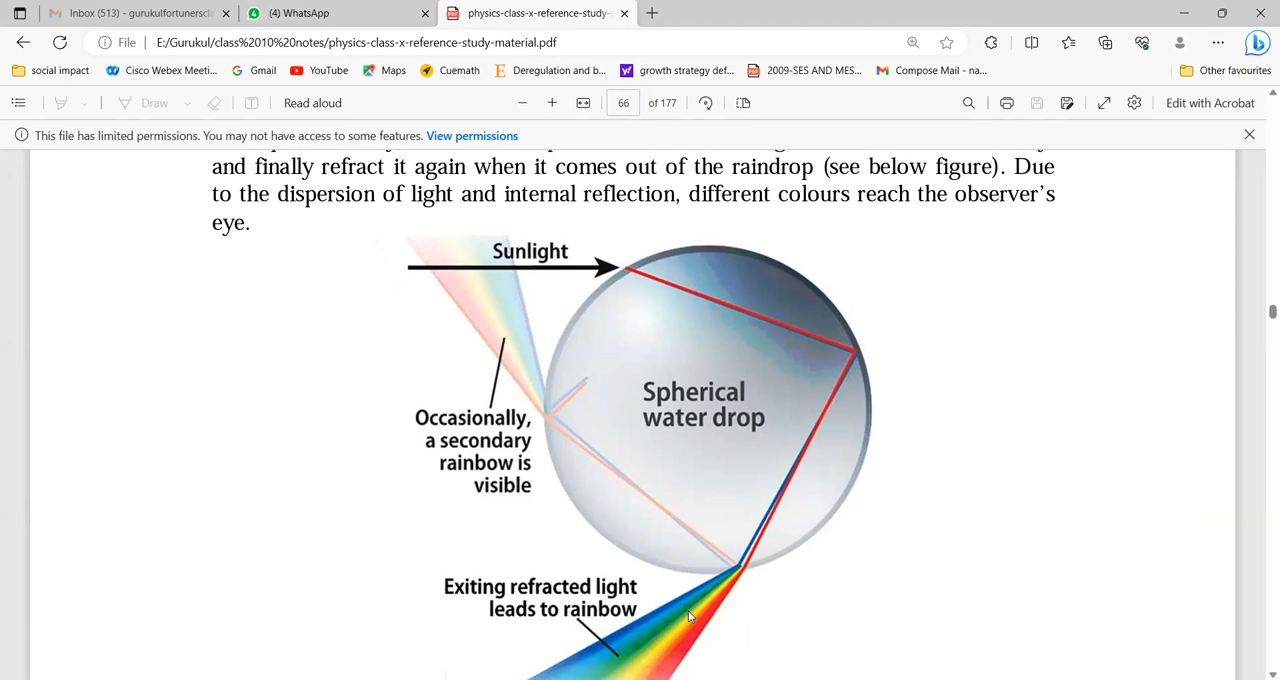 Inbox (513) - gurukulfortunerscl
(4) WhatsApp
physics-class-x-reference-study-
File
E:/Gurukul/class%2010%20notes/physics-class-x-reference-study-material.pdf
social impact
Cisco Webex Meeti...
Gmail
YouTube
Maps
Cuemath
Deregulation and b...
growth strategy def...
2009-SES AND MES...
Compose Mail - na...
Other favourites
Draw
Read aloud
66
of 177
Edit with Acrobat
This file has limited permissions. You may not have access to some features. View permissions
and finally refract it again when it comes out of the raindrop (see below figure). Due
to the dispersion of light and internal reflection, different colours reach the observer's
eye.
Sunlight
Spherical
water drop
Occasionally,
a secondary
rainbow is
visible
Exiting refracted light
leads to rainbow